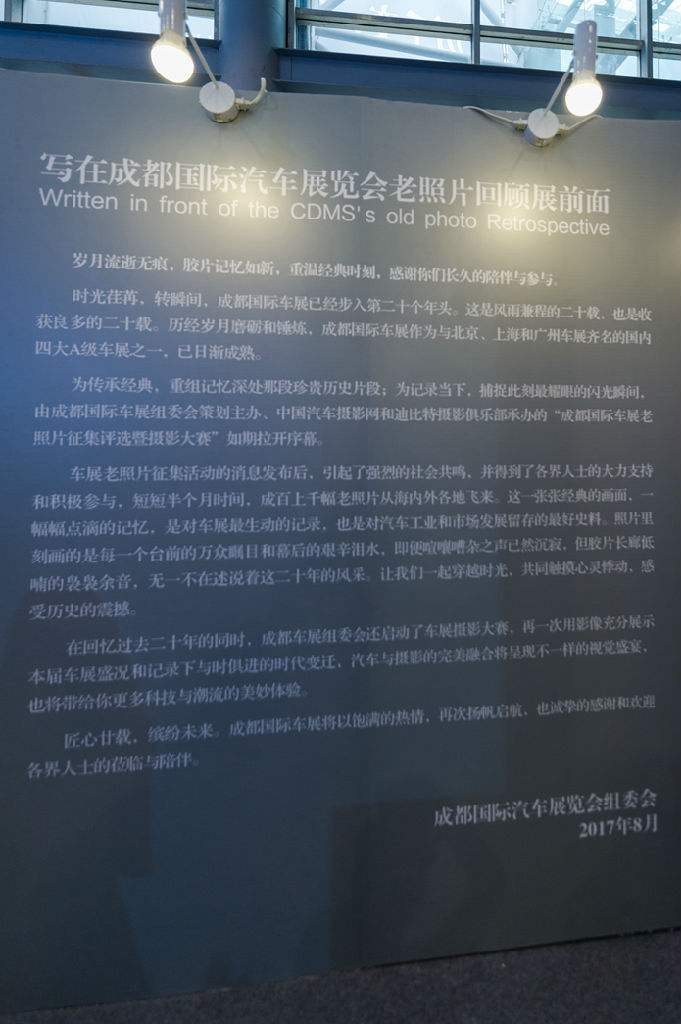 写在成都国际汽车展览会老照片回顾展前面
Written in front of the CDMS's old photo Retrospective
岁月流逝无痕，胶片记忆如新，重温经典时刻，感谢你们长久的陪伴与参与。
时光荏苒，转瞬间，成都国际车展已经步入第二十个年头。这是风雨兼程的二十载，也是收
获良多的二十载。历经岁月磨砺和锤炼，成都国际车展作为与北京、上海和广州车展齐名的国内
四大A级车展之一，已日渐成熟。
为传承经典，重组记忆深处那段珍贵历史片段；为记录当下，捕捉此刻最耀眼的闪光瞬间，
由成都国际车展组委会策划主办、中国汽车摄影网和迪比特摄影俱乐部承办的“成都国际车展老
照片征集评选暨摄影大赛”如期拉开序幕。
车展老照片征集活动的消息发布后，引起了强烈的社会共鸣，并得到了各界人士的大力支持
和积极参与，短短半个月时间，成百上千幅老照片从海内外各地飞来。这一张张经典的画面，一
幅幅点滴的记忆，是对车展最生动的记录，也是对汽车工业和市场发展留存的最好史料。照片里
刻画的是每一个台前的万众瞩目和幕后的艰辛泪水，即便喧嚷嘈杂之声已然沉寂，但胶片长廊低
喃的袅袅余音，无一不在述说着这二十年的风采。让我们一起穿越时光，共同触摸心灵悸动，感
受历史的震撼。
在回忆过去二十年的同时，成都车展组委会还启动了车展摄影大赛，再一次用影像充分展示
本届车展盛况和记录下与时俱进的时代变迁，汽车与摄影的完美融合将呈现不一样的视觉盛宴，
也将带给你更多科技与潮流的美妙体验。
匠心廿载，缤纷未来。成都国际车展将以饱满的热情，再次扬帆启航，也诚挚的感谢和欢迎
各界人士的莅临与陪伴。
成都国际汽车展览会组委会
2017年8月